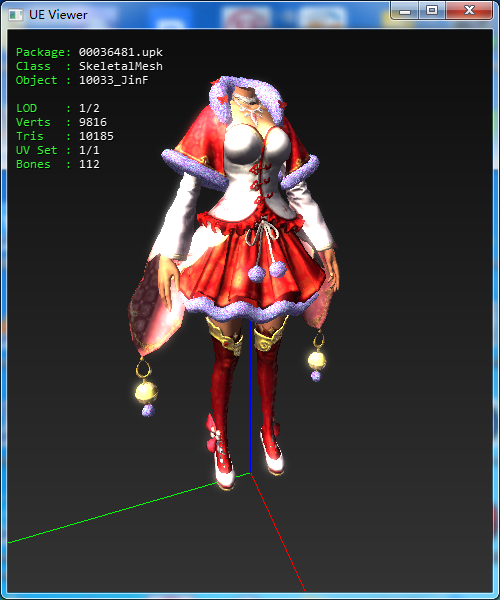 UE Viewer
Package: 00036481.upk
Class : SkeletalMesh
Object : 10033_JinF
LOD : 1/2
Verts : 9816
Tris : 10185
UV Set : 1/1
Bones : 112